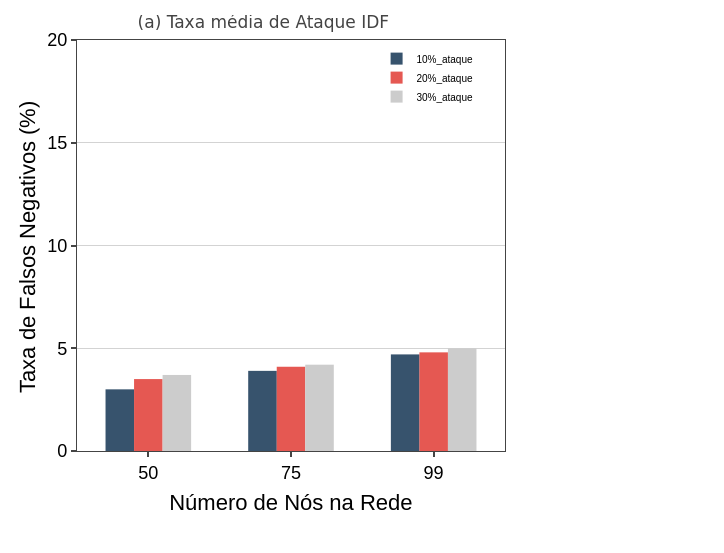 (a) Taxa média de Ataque IDF
10%_ataque
20%_ataque
30%_ataque
Taxa de Falsos Negativos (%)
20
15
10
5
0
50 75 99
Número de Nós na Rede